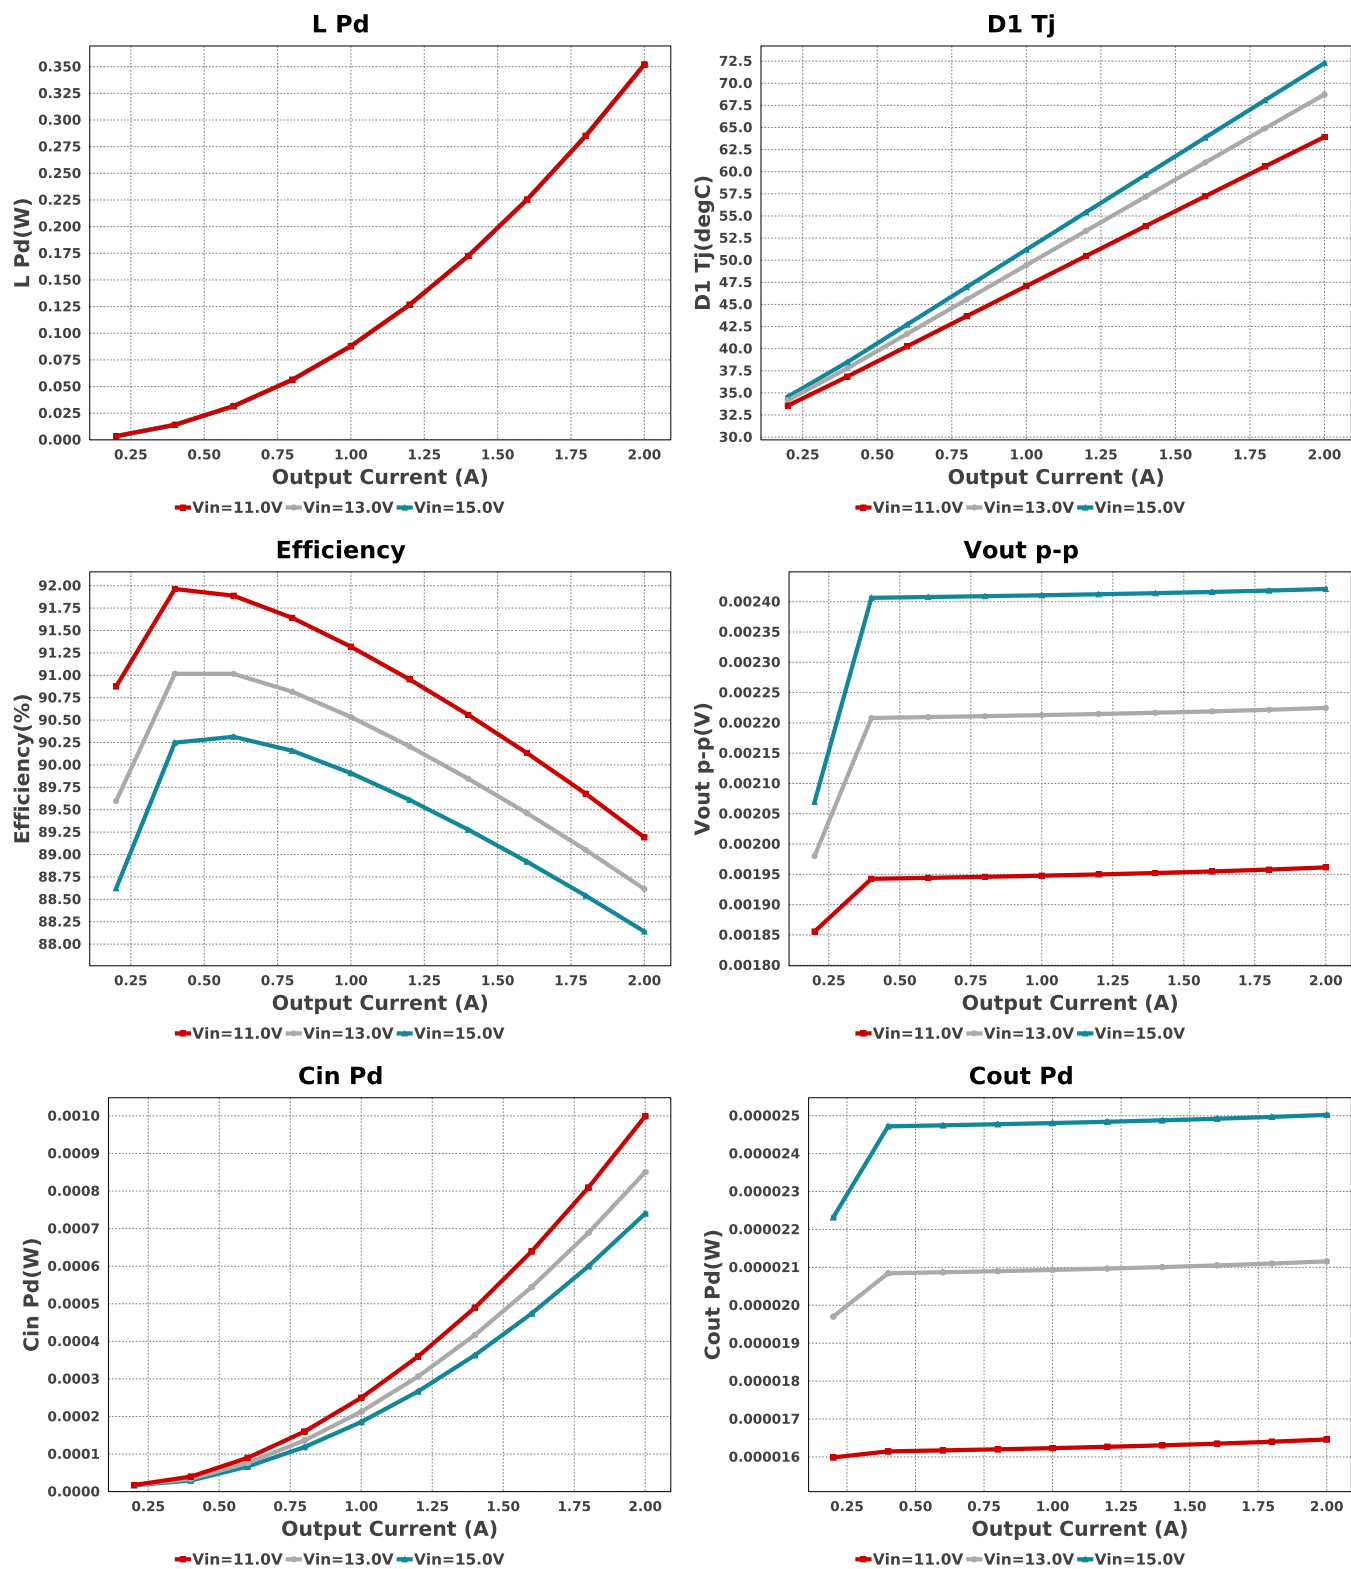 L Pd
0.350
0.325
0.300
0.275
0.250
0.225
0.200
0.175
0.150
0.125
0.100
0.075
0.050
0.025
0.000
L Pd(W)
0.25 0.50 0.75 1.00 1.25 1.50 1.75 2.00
Output Current (A)
Vin=11.0V Vin=13.0V Vin=15.0V
D1 Tj
72.5
70.0
67.5
65.0
62.5
60.0
57.5
55.0
52.5
50.0
47.5
45.0
42.5
40.0
37.5
35.0
32.5
30.0
D1 Tj(degC)
0.25 0.50 0.75 1.00 1.25 1.50 1.75 2.00
Output Current (A)
Vin=11.0V Vin=13.0V Vin=15.0V
Efficiency
92.00
91.75
91.50
91.25
91.00
90.75
90.50
90.25
90.00
89.75
89.50
89.25
89.00
88.75
88.50
88.25
88.00
Efficiency(%)
0.25 0.50 0.75 1.00 1.25 1.50 1.75 2.00
Output Current (A)
Vin=11.0V Vin=13.0V Vin=15.0V
Vout p-p
0.00240
0.00235
0.00230
0.00225
0.00220
0.00215
0.00210
0.00205
0.00200
0.00195
0.00190
0.00185
0.00180
Vout p-p(V)
0.25 0.50 0.75 1.00 1.25 1.50 1.75 2.00
Output Current (A)
Vin=11.0V Vin=13.0V Vin=15.0V
Cin Pd
0.0010
0.0009
0.0008
0.0007
0.0006
0.0005
0.0004
0.0003
0.0002
0.0001
0.0000
Cin Pd(W)
0.25 0.50 0.75 1.00 1.25 1.50 1.75 2.00
Output Current (A)
Vin=11.0V Vin=13.0V Vin=15.0V
Cout Pd
0.000025
0.000024
0.000023
0.000022
0.000021
0.000020
0.000019
0.000018
0.000017
0.000016
Cout Pd(W)
0.25 0.50 0.75 1.00 1.25 1.50 1.75 2.00
Output Current (A)
Vin=11.0V Vin=13.0V Vin=15.0V